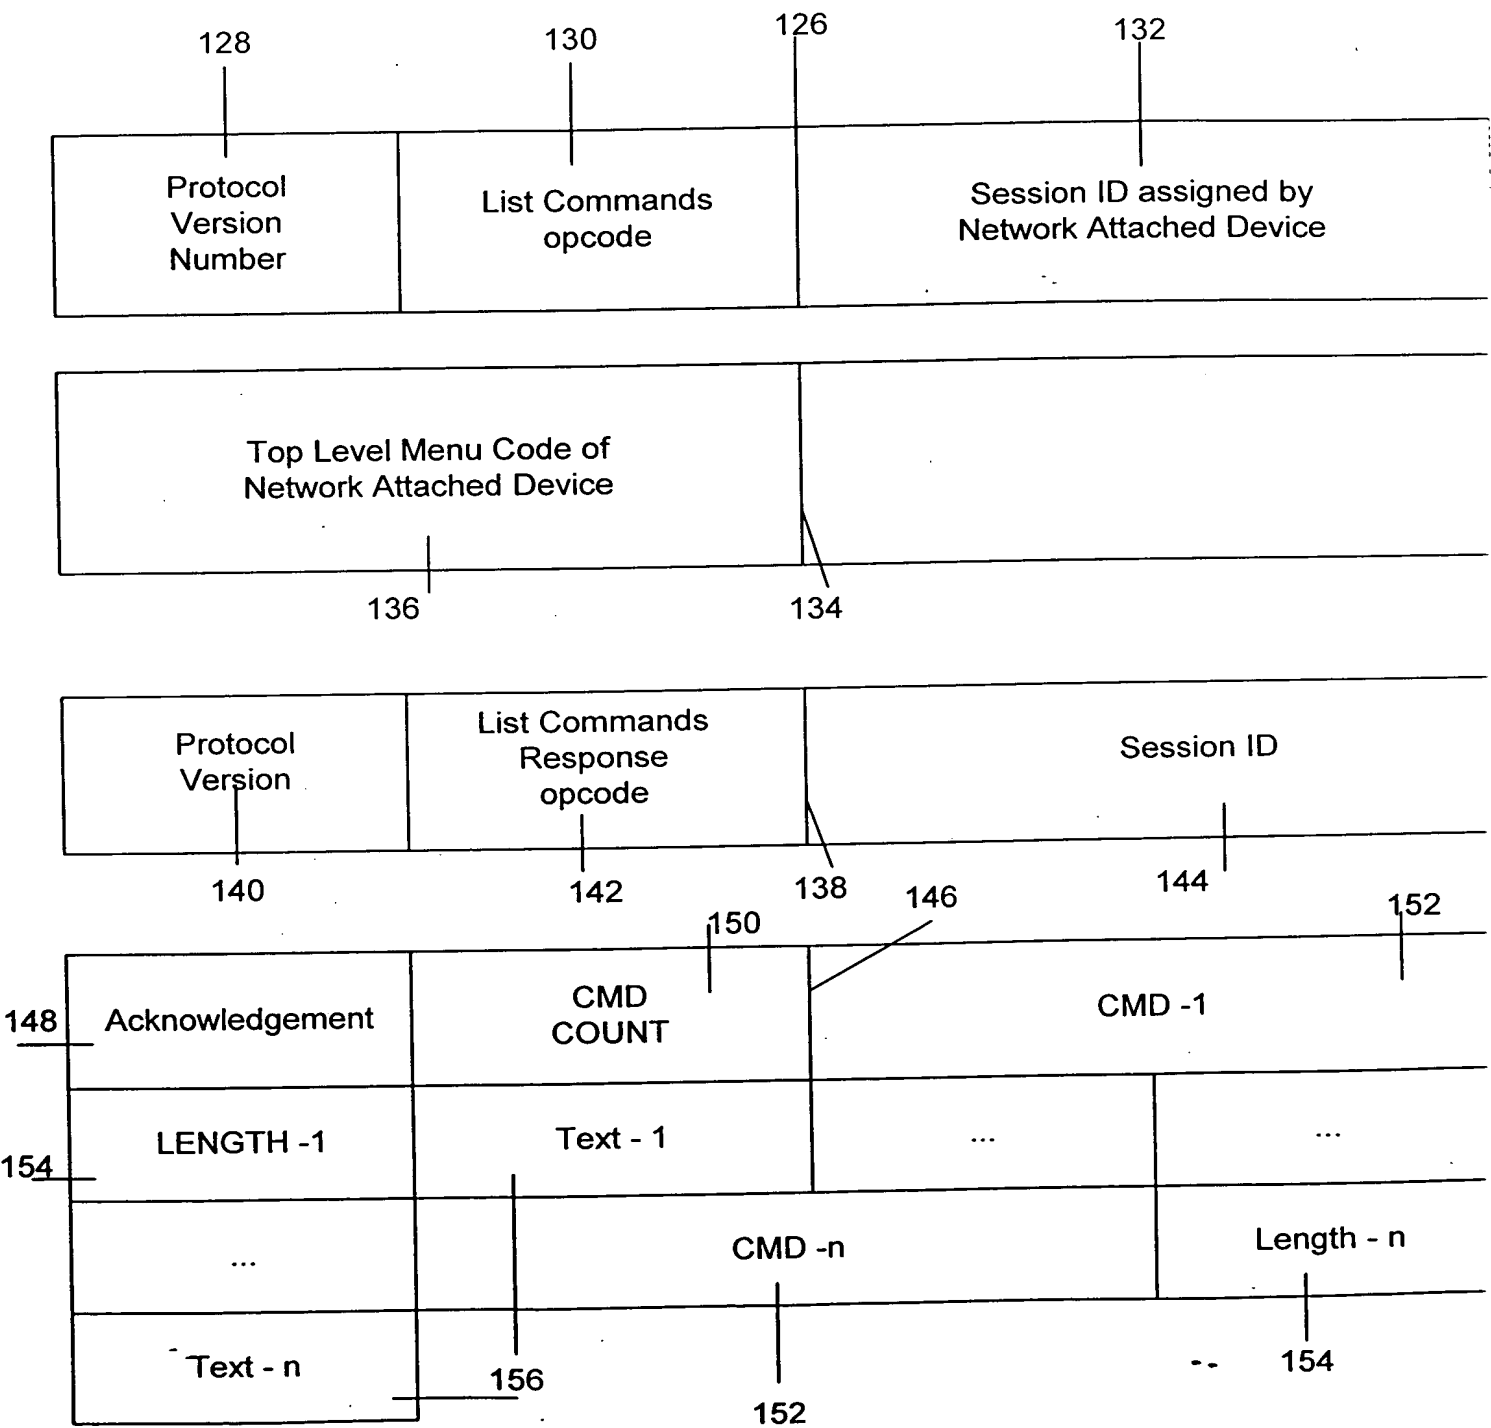 128
130
126
132
Protocol
Version
Number
List Commands
opcode
Session ID assigned by
Network Attached Device
Top Level Menu Code of
Network Attached Device
136
134
Protocol
Version
List Commands
Response
opcode
Session ID
140
142
138
144
146
150
152
148
Acknowledgement
CMD
COUNT
CMD -1
154
LENGTH -1
Text - 1
...
...
...
CMD -n
Length - n
Text - n
156
152
154